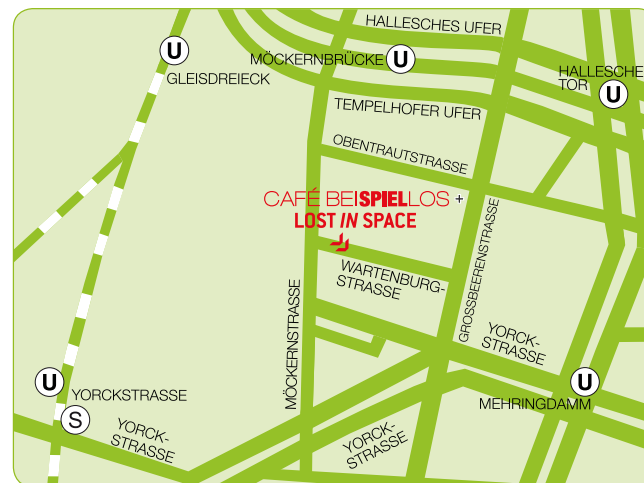 HALLESCHES UFER
U
U
MÖCKERNBRÜCKE
GLEISDREIECK
HALLESCHE
TOR
U
TEMPELHOFER UFER
OBENTRAUTSTRASSE
CAFÉ BEISPIELLOS +
LOST IN SPACE
GROSSBEERENSTRASSE
WARTENBURG-
STRASSE
MÖCKERNSTRASSE
YORCK-
STRASSE
U
YORCKSTRASSE
S
U
MEHRINGDAMM
YORCK-
STRASSE
YORCK-
STRASSE